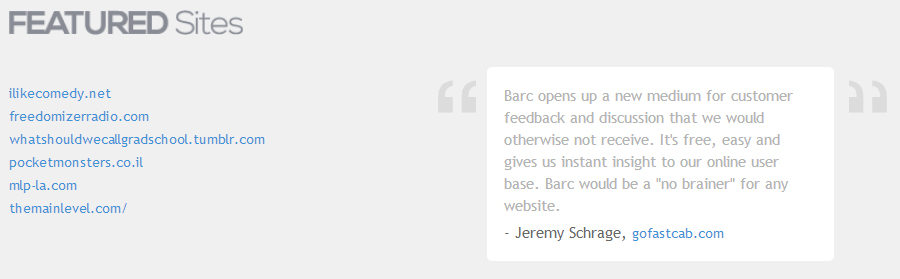 FEATURED Sites
ilikecomedy.net
freedomizerradio.com
whatshouldwecallgradschool.tumblr.com
pocketmonsters.co.il
mlp-la.com
themainlevel.com/
Barc opens up a new medium for customer
feedback and discussion that we would
otherwise not receive. It's free, easy and
gives us instant insight to our online user
base. Barc would be a "no brainer" for any
website.
- Jeremy Schrage, gofastcab.com